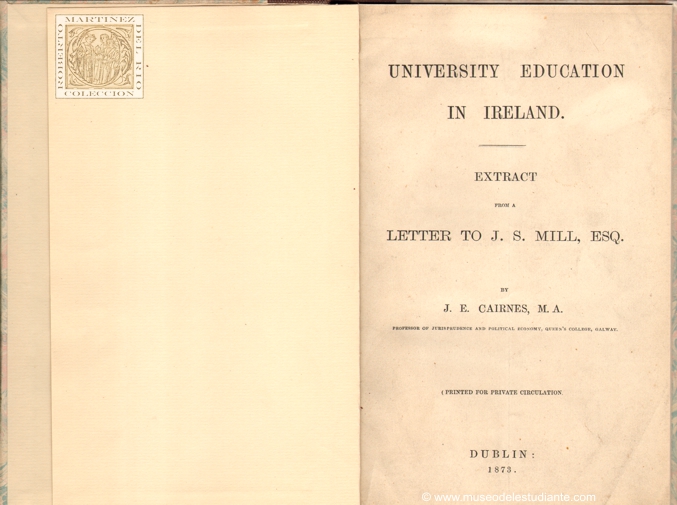 ROBERTO
MARTINEZ
DEL RIO
COLECCION
UNIVERSITY EDUCATION
IN IRELAND.
EXTRACT
FROM A
LETTER TO J. S. MILL, ESQ.
BY
J. E. CAIRNES, M. A.
PROFESSOR OF JURISPRUDENCE AND POLITICAL ECONOMY, QUEEN'S COLLEGE, GALWAY.
(PRINTED FOR PRIVATE CIRCULATION.
DUBLIN:
1873.
© www.museodelestudiante.com